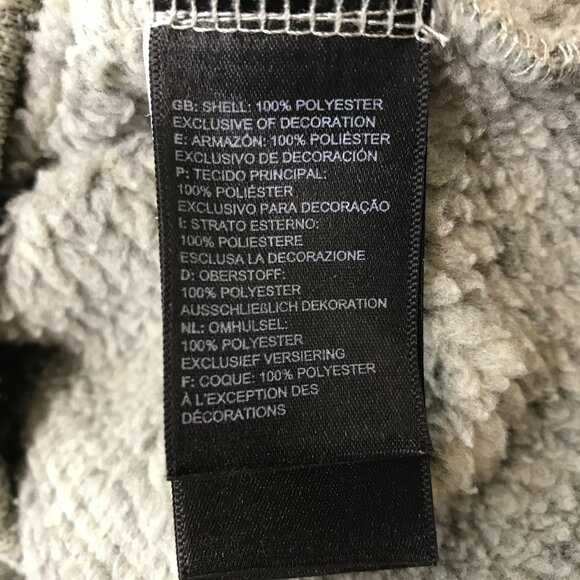 GB: SHELL: 100% POLYESTER
EXCLUSIVE OF DECORATION
E: ARMAZÓN: 100% POLIÉSTER
EXCLUSIVO DE DECORACIÓN
P: TECIDO PRINCIPAL:
100% POLIÉSTER
EXCLUSIVO PARA DECORAÇÃO
I: STRATO ESTERNO:
100% POLIESTERE
ESCLUSA LA DECORAZIONE
D: OBERSTOFF:
100% POLYESTER
AUSSCHLIEßLICH DEKORATION
NL: OMHULSEL:
100% POLYESTER
EXCLUSIEF VERSIERING
F: COQUE: 100% POLYESTER
À L'EXCEPTION DES
DÉCORATIONS